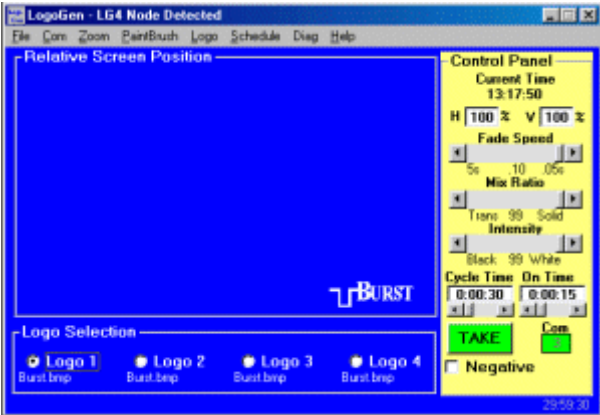 LogoGen - LG4 Node Detected
File Com Zoom PaintBrush Logo Schedule Diag Help
Relative Screen Position
BURST
Logo Selection
Logo 1 Logo 2 Logo 3 Logo 4
Burst.bmp Burst.bmp Burst.bmp Burst.bmp
Control Panel
Current Time
13:17:50
H 100 % V 100 %
Fade Speed
5s .10 .05s
Mix Ratio
Trans 99 Solid
Intensity
Black 99 White
Cycle Time On Time
0:00:30 0:00:15
TAKE Com
Negative
29:59:30